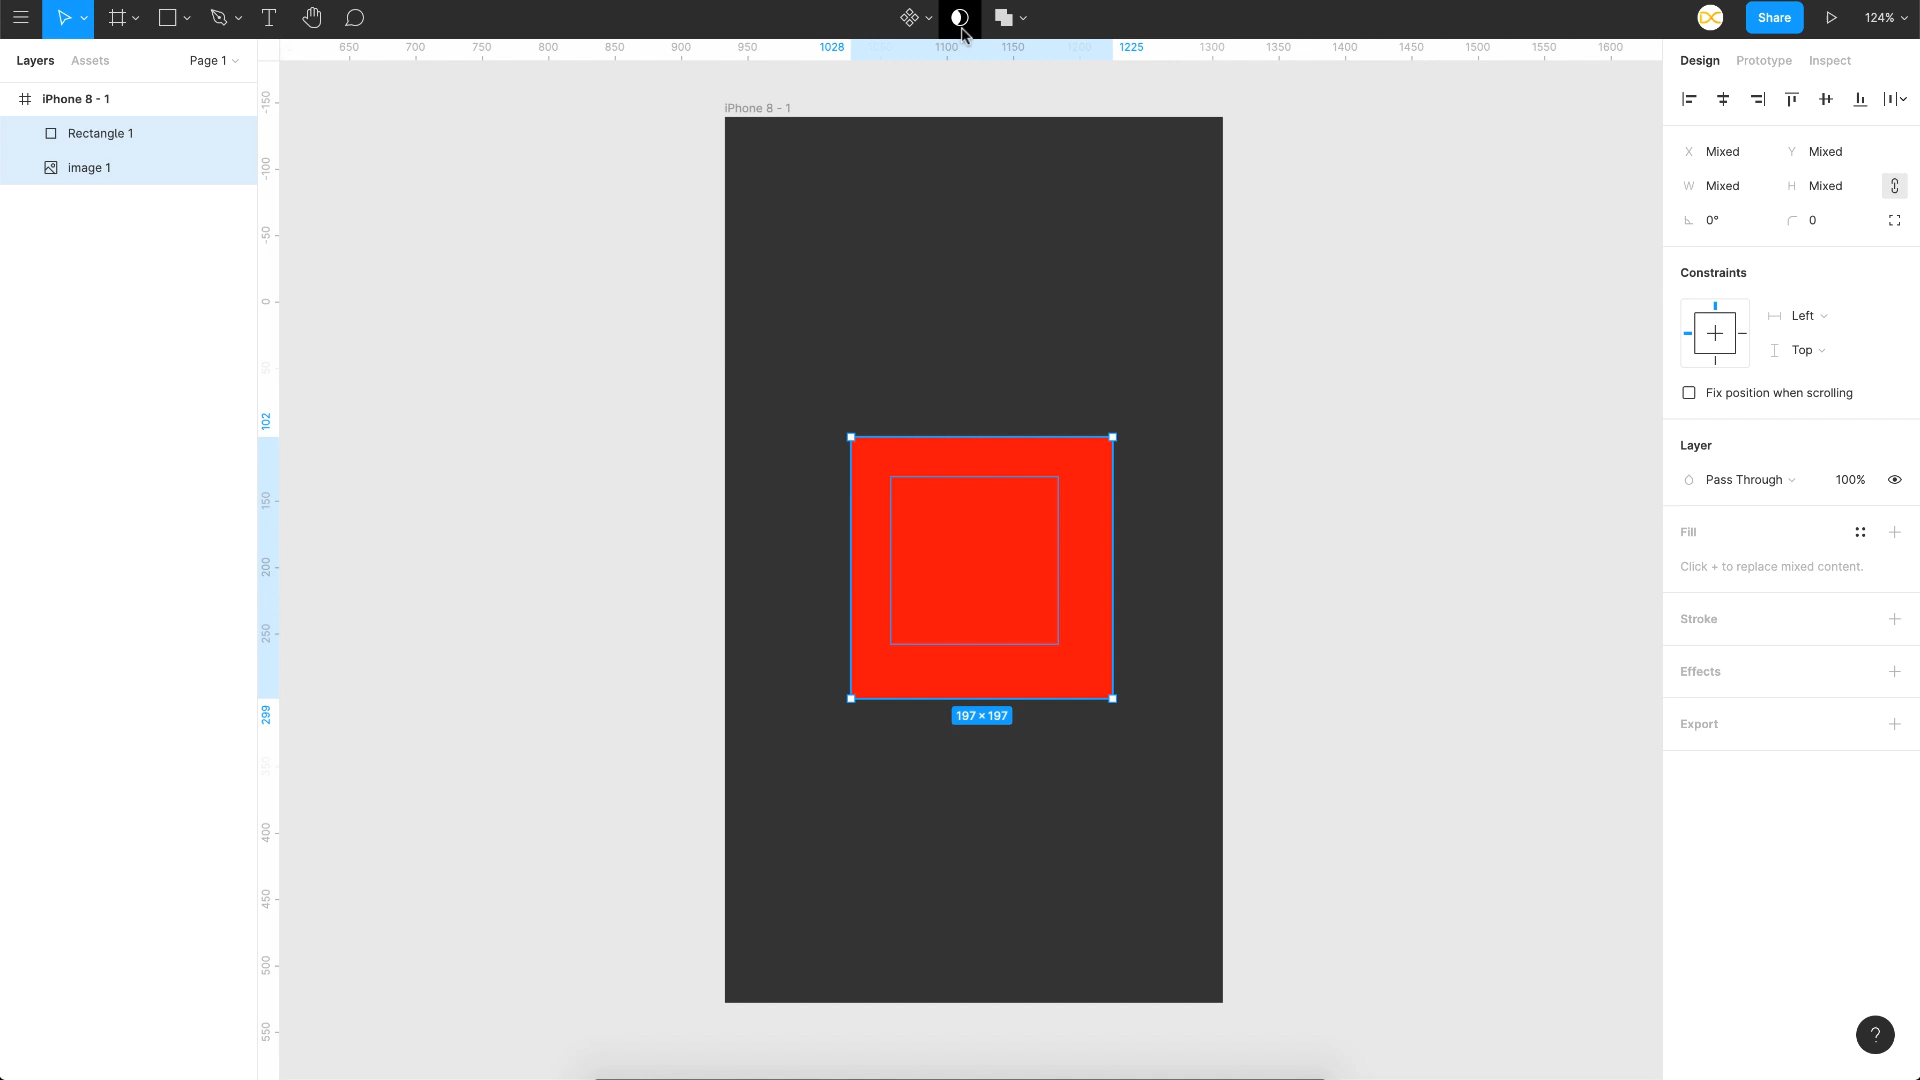 Share
124%
Layers
Assets
Page 1
650
700
750
800
850
900
950
1028
1100
1150
1225
1300
1350
1400
1450
1500
1550
1600
Design
Prototype
Inspect
iPhone 8 - 1
Rectangle 1
image 1
-150
-100
-50
0
50
102
150
200
250
299
350
400
450
500
550
iPhone 8 - 1
197 × 197
X Mixed
Y Mixed
W Mixed
H Mixed
0°
0
Constraints
Left
Top
Fix position when scrolling
Layer
Pass Through
100%
Fill
Click + to replace mixed content.
Stroke
Effects
Export
?